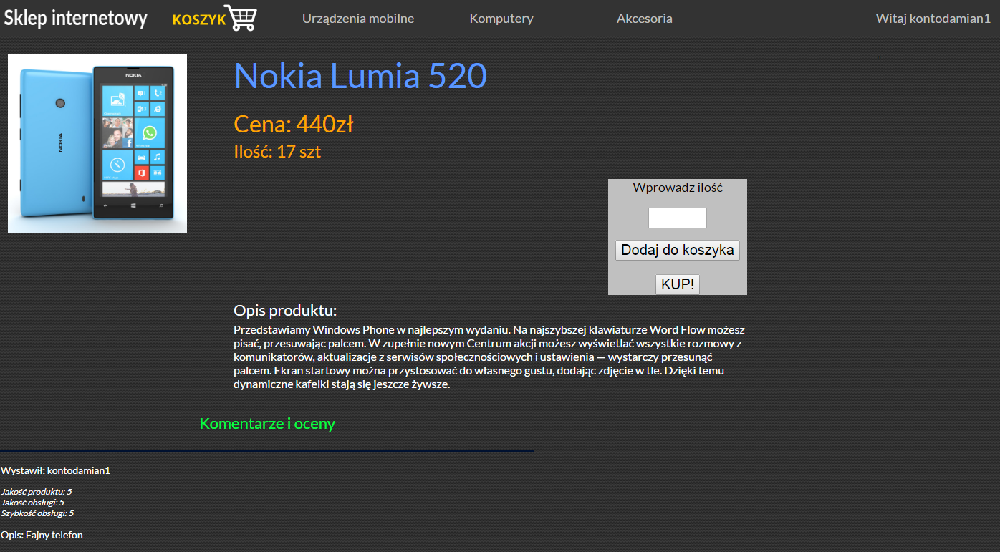 Sklep internetowy
KOSZYK
Urządzenia mobilne
Komputery
Akcesoria
Witaj kontodamian1
"
NOKIA
NOKIA
Nokia Lumia 520
Cena: 440zł
Ilość: 17 szt
Wprowadz ilość
Dodaj do koszyka
KUP!
Opis produktu:
Przedstawiamy Windows Phone w najlepszym wydaniu. Na najszybszej klawiaturze Word Flow możesz
pisać, przesuwając palcem. W zupełnie nowym Centrum akcji możesz wyświetlać wszystkie rozmowy z
komunikatorów, aktualizacje z serwisów społecznościowych i ustawienia — wystarczy przesunąć
palcem. Ekran startowy można przystosować do własnego gustu, dodając zdjęcie w tle. Dzięki temu
dynamiczne kafelki stają się jeszcze żywsze.
Komentarze i oceny
Wystawił: kontodamian1
Jakość produktu: 5
Jakość obsługi: 5
Szybkość obsługi: 5
Opis: Fajny telefon